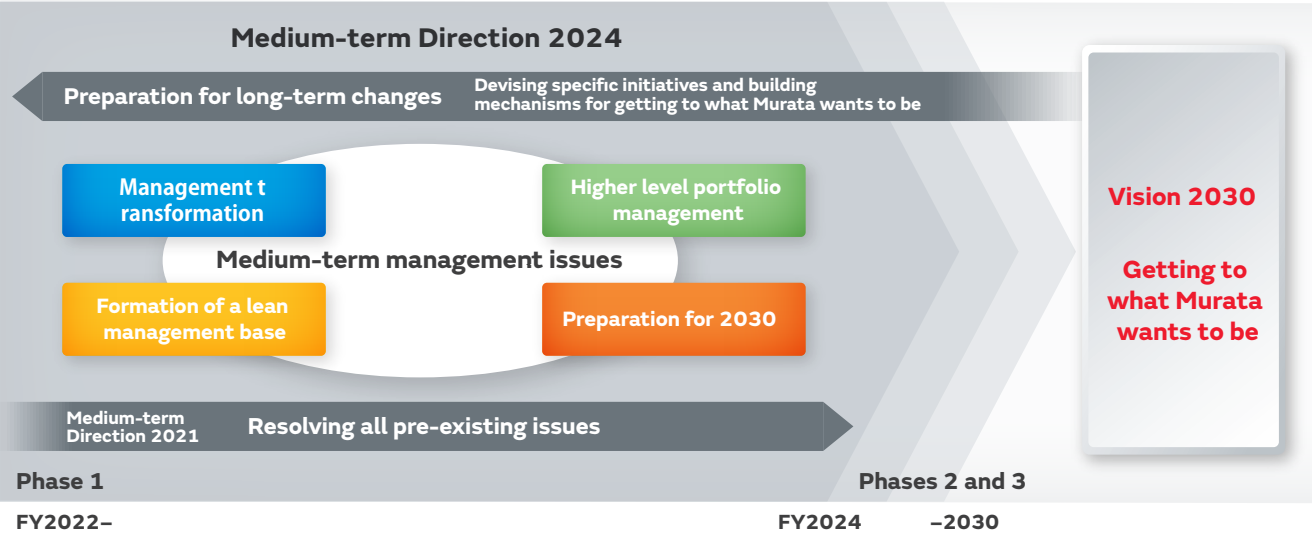 Medium-term Direction 2024
Preparation for long-term changes
Devising specific initiatives and building
mechanisms for getting to what Murata wants to be
Management t
ransformation
Higher level portfolio
management
Medium-term management issues
Formation of a lean
management base
Preparation for 2030
Medium-term
Direction 2021
Resolving all pre-existing issues
Vision 2030
Getting to
what Murata
wants to be
Phase 1
Phases 2 and 3
FY2022–
FY2024
–2030